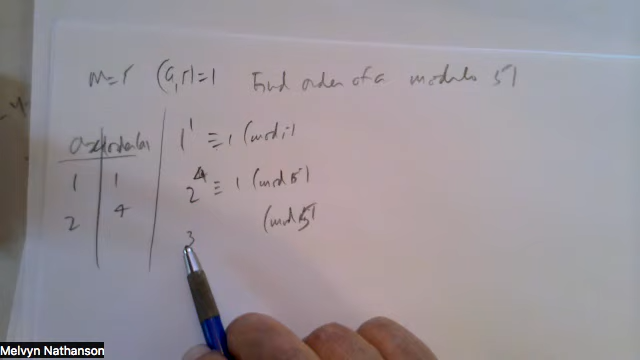 m=5 (a,5)=1 Find order of a modulo 5
a order
1 1
2 4
1^1 ≡ 1 (mod 5)
2^4 ≡ 1 (mod 5)
3 (mod 5)
Melvyn Nathanson